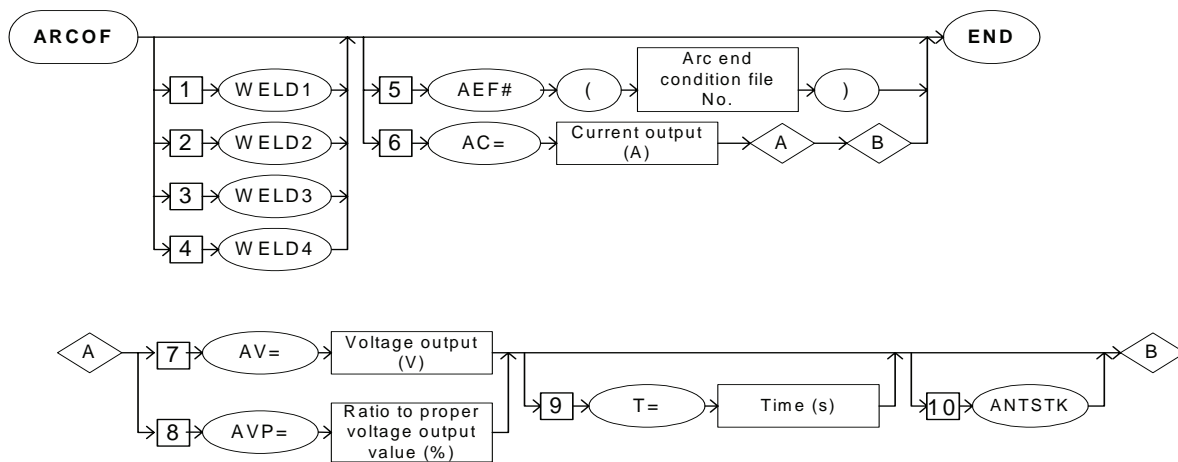 ARCOF
END
1
WELD1
2
WELD2
3
WELD3
4
WELD4
5
AEF#
(
Arc end
condition file
No.
)
6
AC=
Current output
(A)
A
B
A
7
AV=
Voltage output
(V)
8
AVP=
Ratio to proper
voltage output
value (%)
9
T=
Time (s)
10
ANTSTK
B